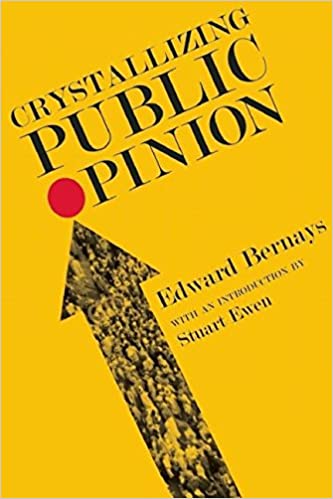 CRYSTALLIZING
PUBLIC
OPINION
Edward Bernays
WITH AN INTRODUCTION BY
Stuart Ewen